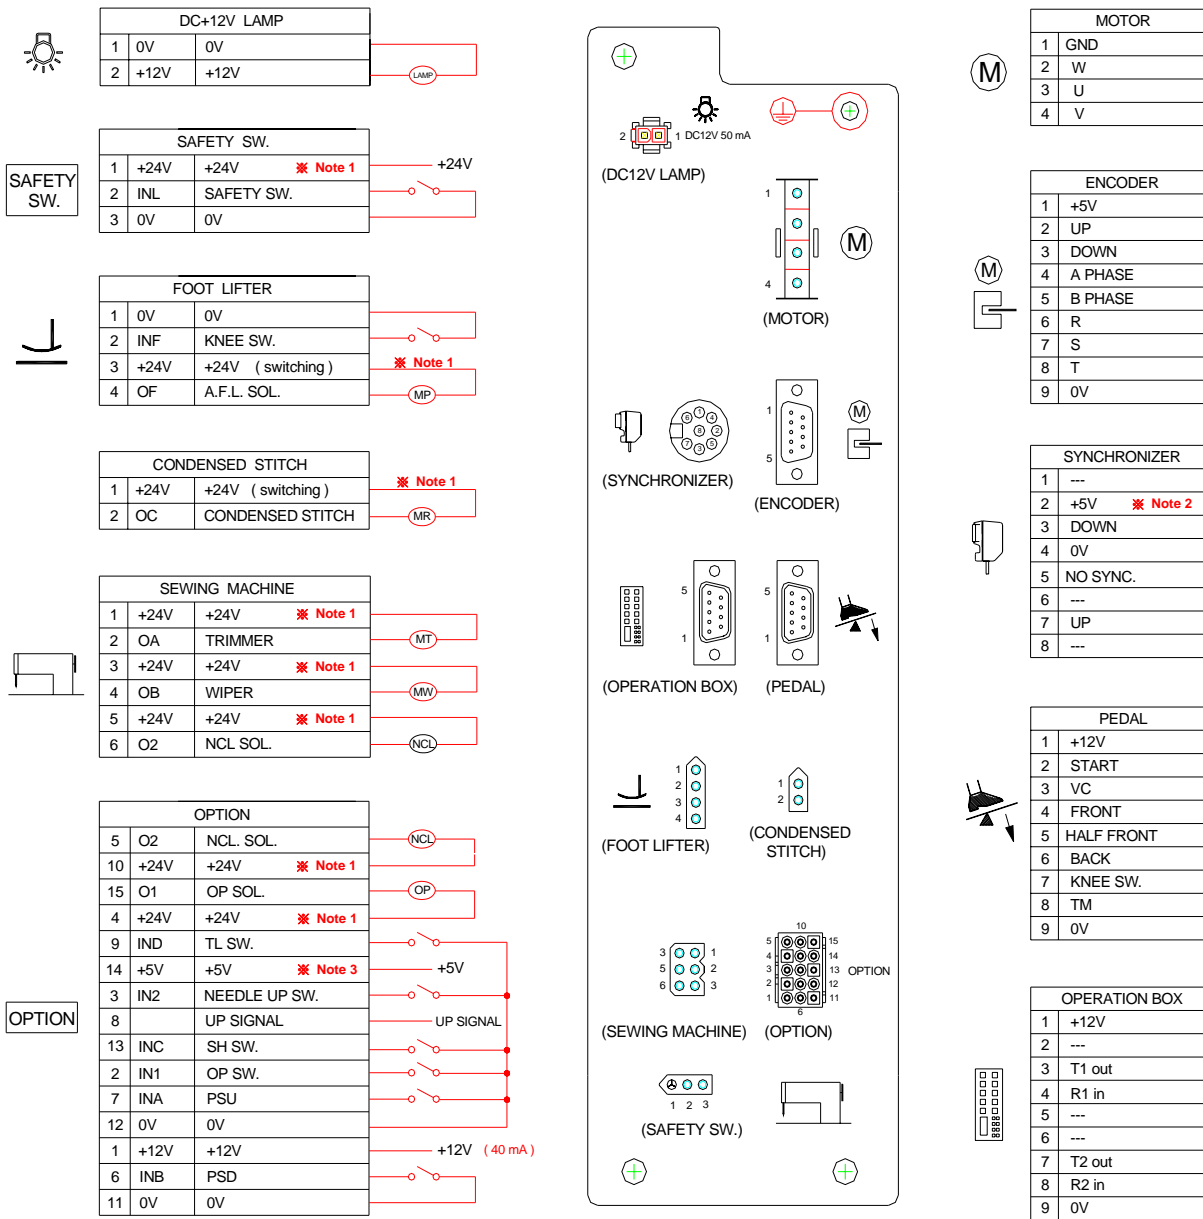 DC+12V LAMP
1 0V 0V
2 +12V +12V
LAMP
SAFETY SW.
SAFETY SW.
1 +24V +24V ※ Note 1 +24V
2 INL SAFETY SW.
3 0V 0V
FOOT LIFTER
1 0V 0V
2 INF KNEE SW.
3 +24V +24V ( switching ) ※ Note 1
4 OF A.F.L. SOL. MP
CONDENSED STITCH
1 +24V +24V ( switching ) ※ Note 1
2 OC CONDENSED STITCH MR
SEWING MACHINE
1 +24V +24V ※ Note 1
2 OA TRIMMER MT
3 +24V +24V ※ Note 1
4 OB WIPER MW
5 +24V +24V ※ Note 1
6 O2 NCL SOL. NCL
OPTION
OPTION
5 O2 NCL. SOL. NCL
10 +24V +24V ※ Note 1
15 O1 OP SOL. OP
4 +24V +24V ※ Note 1
9 IND TL SW.
14 +5V +5V ※ Note 3 +5V
3 IN2 NEEDLE UP SW.
8 UP SIGNAL UP SIGNAL
13 INC SH SW.
2 IN1 OP SW.
7 INA PSU
12 0V 0V
1 +12V +12V +12V ( 40 mA )
6 INB PSD
11 0V 0V
2 1 DC12V 50 mA
(DC12V LAMP)
1
M
4
(MOTOR)
6 1 4
8 2
7 3 5
(SYNCHRONIZER)
1
M
5
(ENCODER)
5
1
(OPERATION BOX)
5
1
(PEDAL)
1
2
3
4
(FOOT LIFTER)
1
2
(CONDENSED
STITCH)
3 1
5 2
6 3
(SEWING MACHINE)
10
5 15
4 14
3 13 OPTION
2 12
1 11
6
(OPTION)
1 2 3
(SAFETY SW.)
M
MOTOR
1 GND
2 W
3 U
4 V
M
ENCODER
1 +5V
2 UP
3 DOWN
4 A PHASE
5 B PHASE
6 R
7 S
8 T
9 0V
SYNCHRONIZER
1 ---
2 +5V ※ Note 2
3 DOWN
4 0V
5 NO SYNC.
6 ---
7 UP
8 ---
PEDAL
1 +12V
2 START
3 VC
4 FRONT
5 HALF FRONT
6 BACK
7 KNEE SW.
8 TM
9 0V
OPERATION BOX
1 +12V
2 ---
3 T1 out
4 R1 in
5 ---
6 ---
7 T2 out
8 R2 in
9 0V